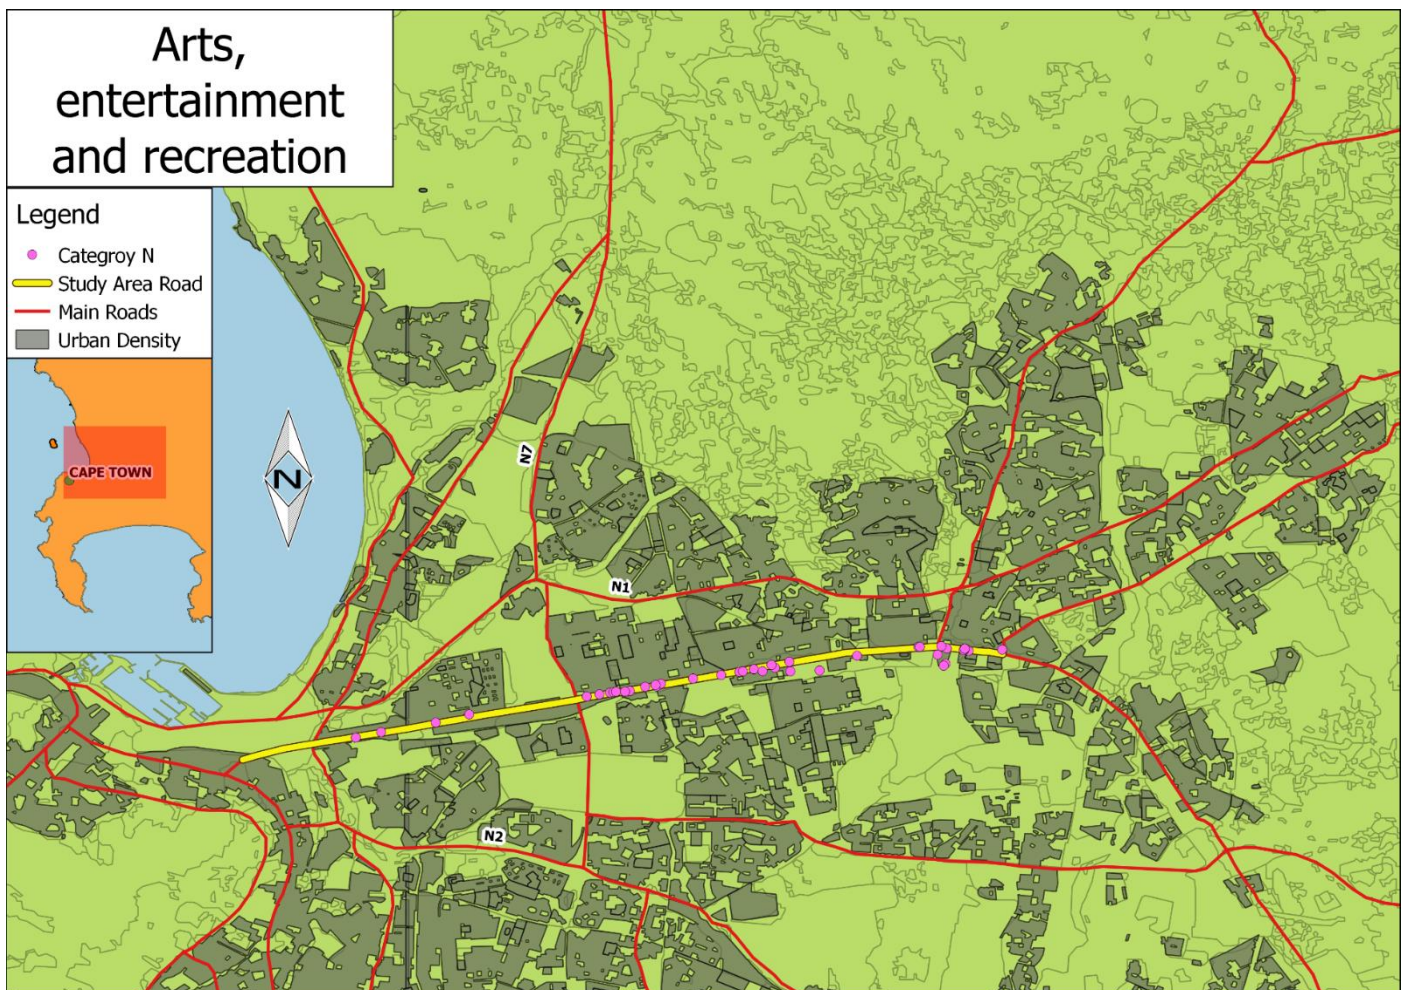 Arts,
entertainment
and recreation
Legend
Categroy N
Study Area Road
Main Roads
Urban Density
CAPE TOWN
N
N7
N1
N2